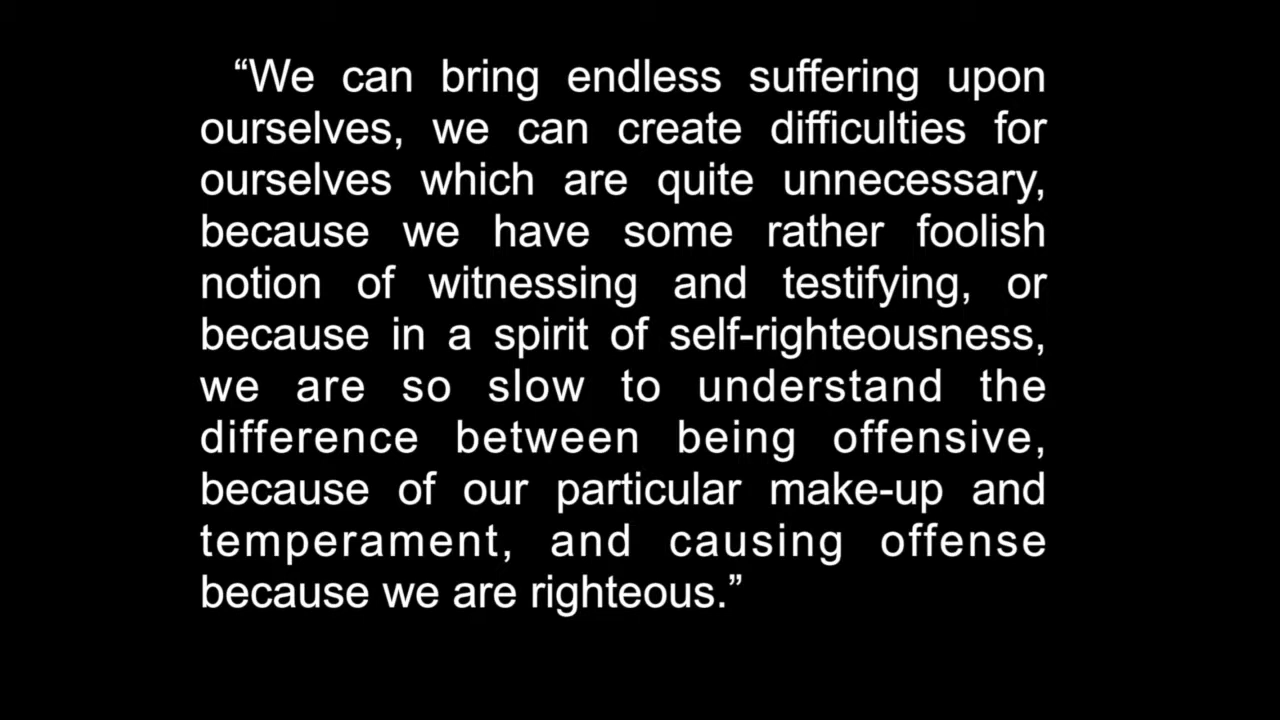 “We can bring endless suffering upon
ourselves, we can create difficulties for
ourselves which are quite unnecessary,
because we have some rather foolish
notion of witnessing and testifying, or
because in a spirit of self-righteousness,
we are so slow to understand the
difference between being offensive,
because of our particular make-up and
temperament, and causing offense
because we are righteous.”